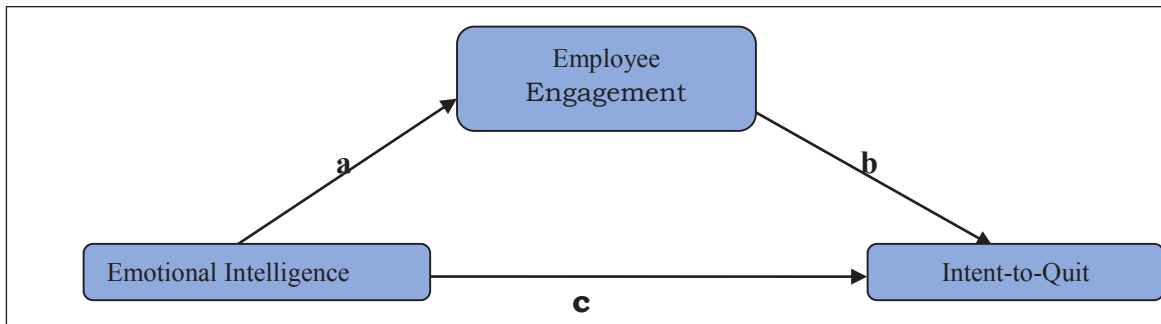 Employee
Engagement
a
b
Emotional Intelligence
Intent-to-Quit
c